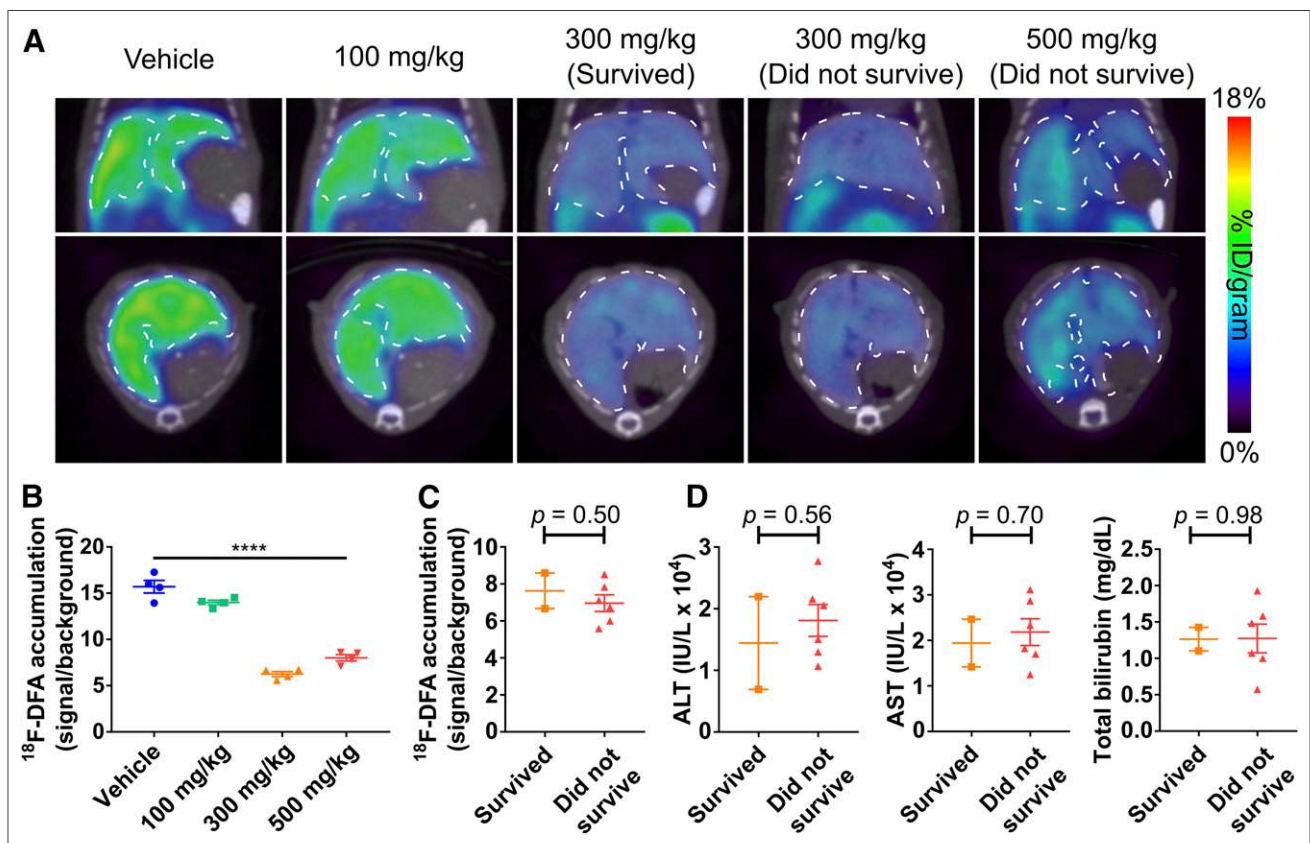 A
Vehicle
100 mg/kg
300 mg/kg
(Survived)
300 mg/kg
(Did not survive)
500 mg/kg
(Did not survive)
18%
% ID/gram
0%
B
¹⁸F-DFA accumulation
(signal/background)
20
15
10
5
0
****
Vehicle
100 mg/kg
300 mg/kg
500 mg/kg
C
¹⁸F-DFA accumulation
(signal/background)
p = 0.50
10
8
6
4
2
0
Survived
Did not
survive
D
p = 0.56
ALT (IU/L x 10⁴)
3
2
1
0
Survived
Did not
survive
p = 0.70
AST (IU/L x 10⁴)
4
3
2
1
0
Survived
Did not
survive
p = 0.98
Total bilirubin (mg/dL)
2.5
2.0
1.5
1.0
0.5
0.0
Survived
Did not
survive